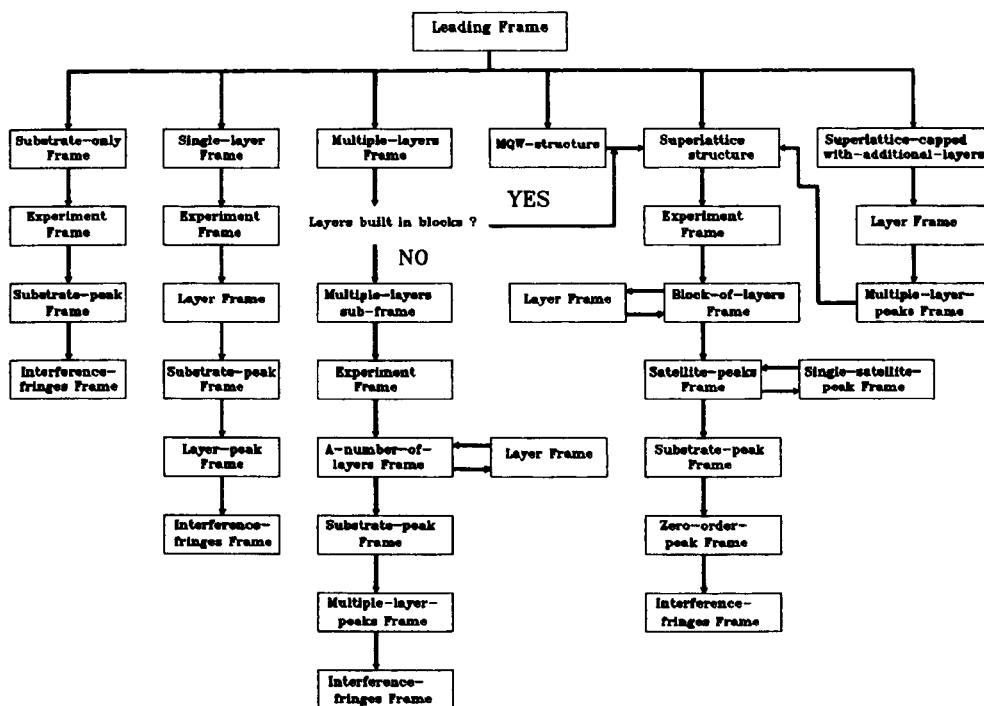 Leading Frame
Substrate-only
Frame
Single-layer
Frame
Multiple-layers
Frame
MQW-structure
Superlattice
structure
Superlattice-capped
with-additional-layers
Experiment
Frame
Experiment
Frame
Layers built in blocks ?
YES
Experiment
Frame
Layer Frame
NO
Substrate-peak
Frame
Layer Frame
Multiple-layers
sub-frame
Layer Frame
Block-of-layers
Frame
Multiple-layer-
peaks Frame
Interference-
fringes Frame
Substrate-peak
Frame
Experiment
Frame
Satellite-peaks
Frame
Single-satellite-
peak Frame
Layer-peak
Frame
A-number-of-
layers Frame
Layer Frame
Substrate-peak
Frame
Interference-
fringes Frame
Substrate-peak
Frame
Zero-order-
peak Frame
Multiple-layer-
peaks Frame
Interference-
fringes Frame
Interference-
fringes Frame